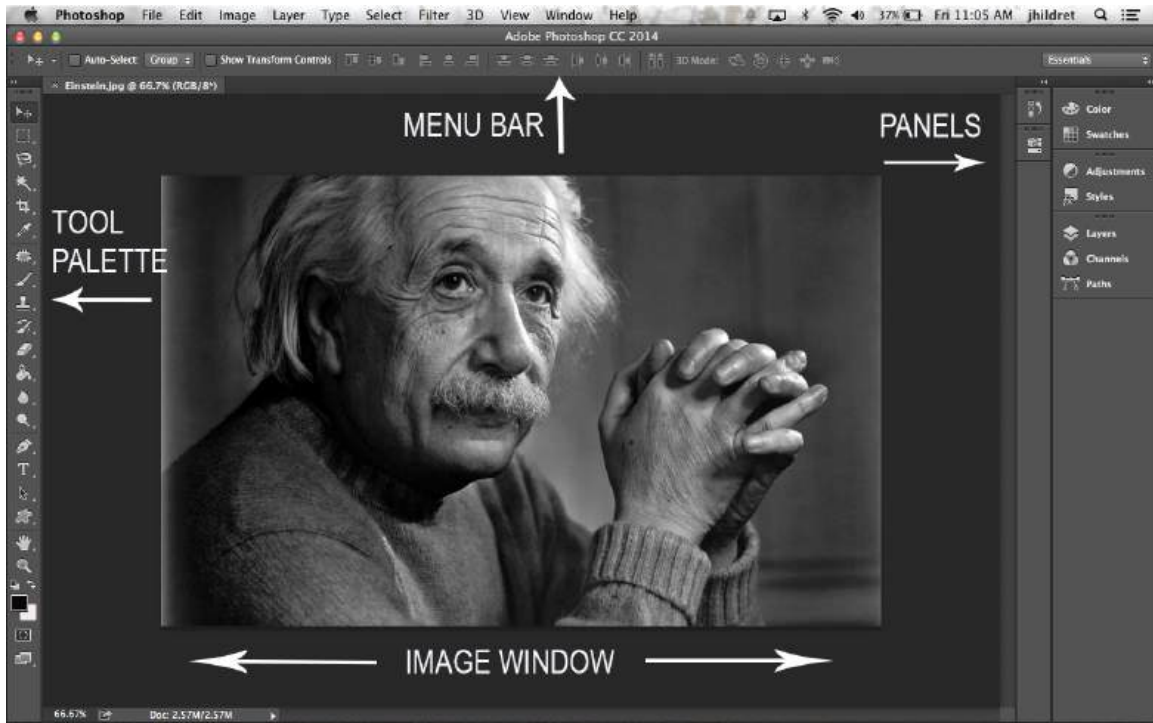 Photoshop File Edit Image Layer Type Select Filter 3D View Window Help 37% Fri 11:05 AM jhildret
Adobe Photoshop CC 2014
Auto-Select: Group Show Transform Controls 3D Mode: Essentials
Einstein.jpg @ 66.7% (RGB/8*)
MENU BAR
PANELS
Color
Swatches
Adjustments
Styles
Layers
Channels
Paths
TOOL
PALETTE
IMAGE WINDOW
66.67% Doc: 2.57M/2.57M